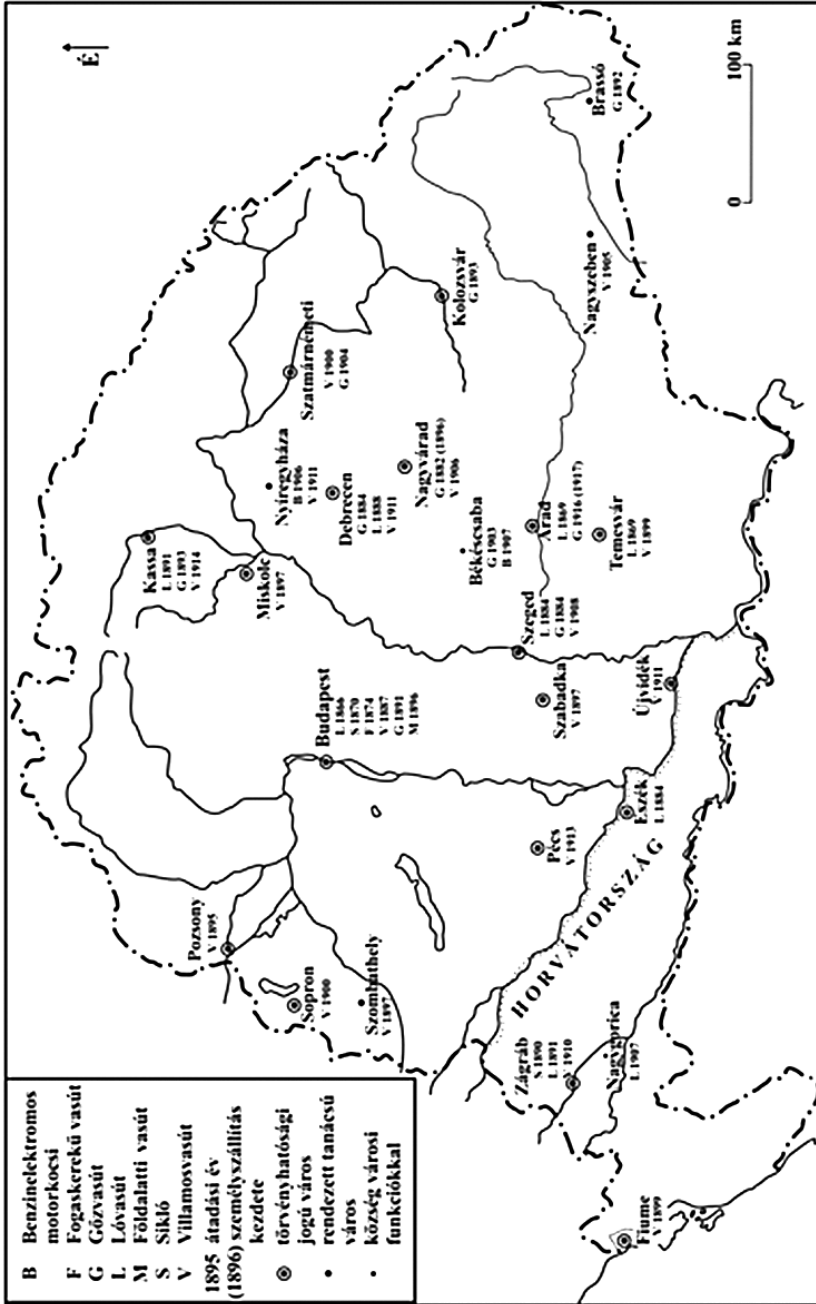 B Benzinelektromos
motorkocsi
F Fogaskerekű vasút
G Gőzvasút
L Lóvasút
M Földalatti vasút
S Sikló
V Villamosvasút
1895 átadási év
(1896) személyszállítás
kezdete
törvényhatósági
jogú város
rendezett tanácsú
város
község városi
funkciókkal
É
Pozsony
V 1895
Sopron
V 1900
Szombathely
V 1897
Budapest
L 1866
S 1870
F 1874
V 1887
G 1891
M 1896
Kassa
L 1891
G 1893
V 1914
Miskolc
V 1897
Nyíregyháza
B 1906
V 1911
Szatmárnémeti
V 1900
G 1904
Debrecen
G 1884
L 1888
V 1911
Nagyvárad
G 1882 (1896)
V 1906
Kolozsvár
G 1893
Békéscsaba
G 1903
B 1907
Szeged
L 1884
G 1884
V 1908
Arad
L 1869
G 1916 (1917)
Temesvár
L 1869
V 1899
Szabadka
V 1897
Újvidék
V 1911
Pécs
V 1913
Eszék
L 1884
HORVÁTORSZÁG
Zágráb
S 1890
L 1891
V 1910
Nagygorica
L 1907
Fiume
V 1899
Nagyszeben
V 1905
Brassó
G 1892
0 100 km